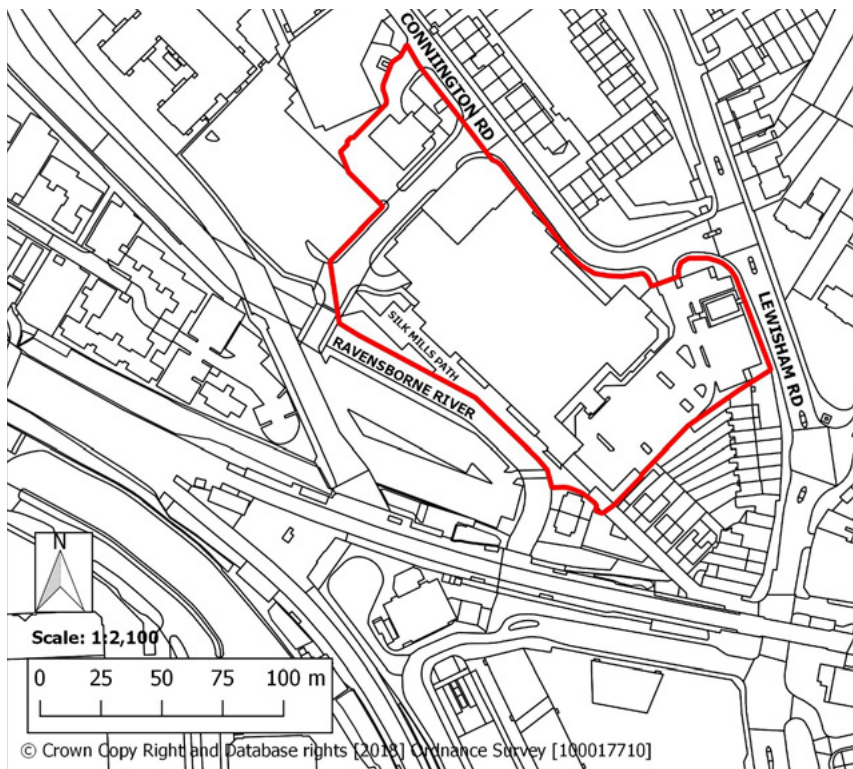 CONNINGTON RD
LEWISHAM RD
SILK MILLS PATH
RAVENSBORNE RIVER
N
Scale: 1:2,100
0 25 50 75 100 m
© Crown Copy Right and Database rights [2018] Ordnance Survey [100017710]